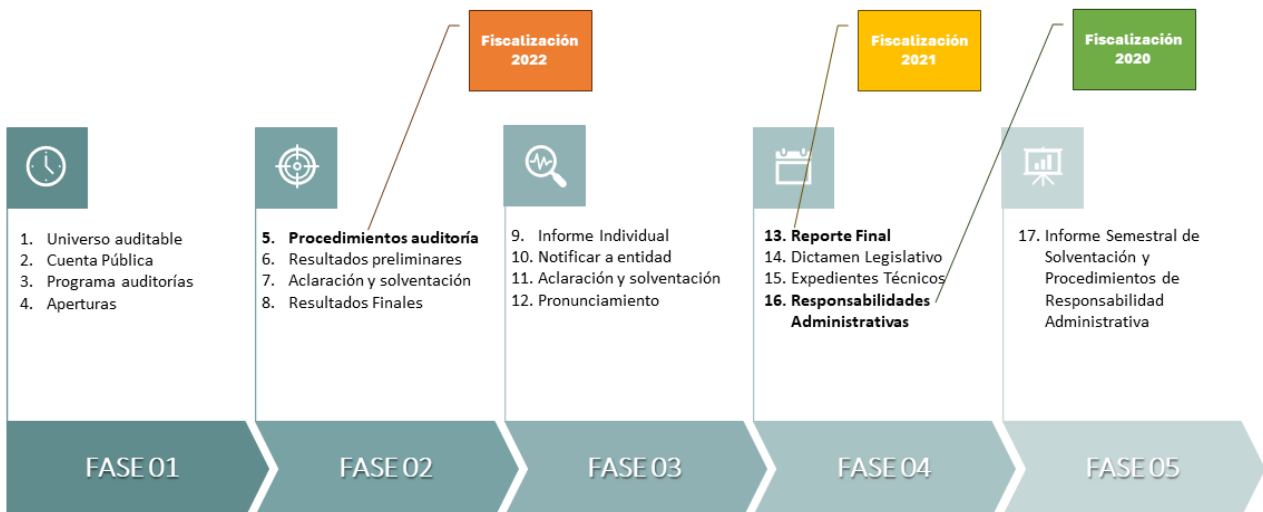 Fiscalización
2022
Fiscalización
2021
Fiscalización
2020
1. Universo auditable
2. Cuenta Pública
3. Programa auditorías
4. Aperturas
5. Procedimientos auditoría
6. Resultados preliminares
7. Aclaración y solventación
8. Resultados Finales
9. Informe Individual
10. Notificar a entidad
11. Aclaración y solventación
12. Pronunciamiento
13. Reporte Final
14. Dictamen Legislativo
15. Expedientes Técnicos
16. Responsabilidades
Administrativas
17. Informe Semestral de
Solventación y
Procedimientos de
Responsabilidad
Administrativa
FASE 01
FASE 02
FASE 03
FASE 04
FASE 05